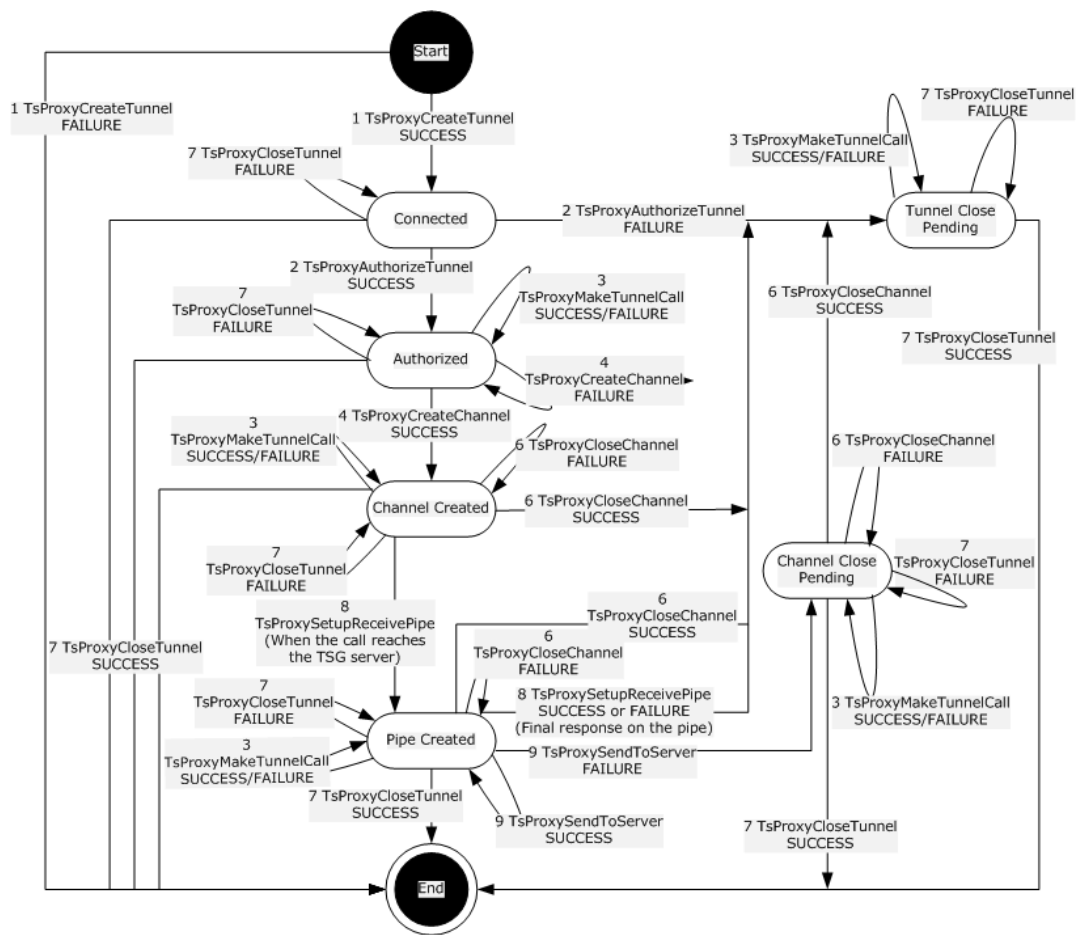 Start
1 TsProxyCreateTunnel
FAILURE
1 TsProxyCreateTunnel
SUCCESS
7 TsProxyCloseTunnel
FAILURE
3 TsProxyMakeTunnelCall
SUCCESS/FAILURE
7 TsProxyCloseTunnel
FAILURE
Connected
2 TsProxyAuthorizeTunnel
FAILURE
Tunnel Close
Pending
2 TsProxyAuthorizeTunnel
SUCCESS
7
TsProxyCloseTunnel
FAILURE
3
TsProxyMakeTunnelCall
SUCCESS/FAILURE
6 TsProxyCloseChannel
SUCCESS
7 TsProxyCloseTunnel
SUCCESS
Authorized
4
TsProxyCreateChannel
FAILURE
4 TsProxyCreateChannel
SUCCESS
3
TsProxyMakeTunnelCall
SUCCESS/FAILURE
6 TsProxyCloseChannel
FAILURE
6 TsProxyCloseChannel
FAILURE
Channel Created
6 TsProxyCloseChannel
SUCCESS
7
TsProxyCloseTunnel
FAILURE
Channel Close
Pending
7
TsProxyCloseTunnel
FAILURE
8
TsProxySetupReceivePipe
(When the call reaches
the TSG server)
6
TsProxyCloseChannel
SUCCESS
7 TsProxyCloseTunnel
SUCCESS
6
TsProxyCloseChannel
FAILURE
7
TsProxyCloseTunnel
FAILURE
8 TsProxySetupReceivePipe
SUCCESS or FAILURE
(Final response on the pipe)
3 TsProxyMakeTunnelCall
SUCCESS/FAILURE
Pipe Created
3
TsProxyMakeTunnelCall
SUCCESS/FAILURE
9 TsProxySendToServer
FAILURE
7 TsProxyCloseTunnel
SUCCESS
9 TsProxySendToServer
SUCCESS
7 TsProxyCloseTunnel
SUCCESS
End